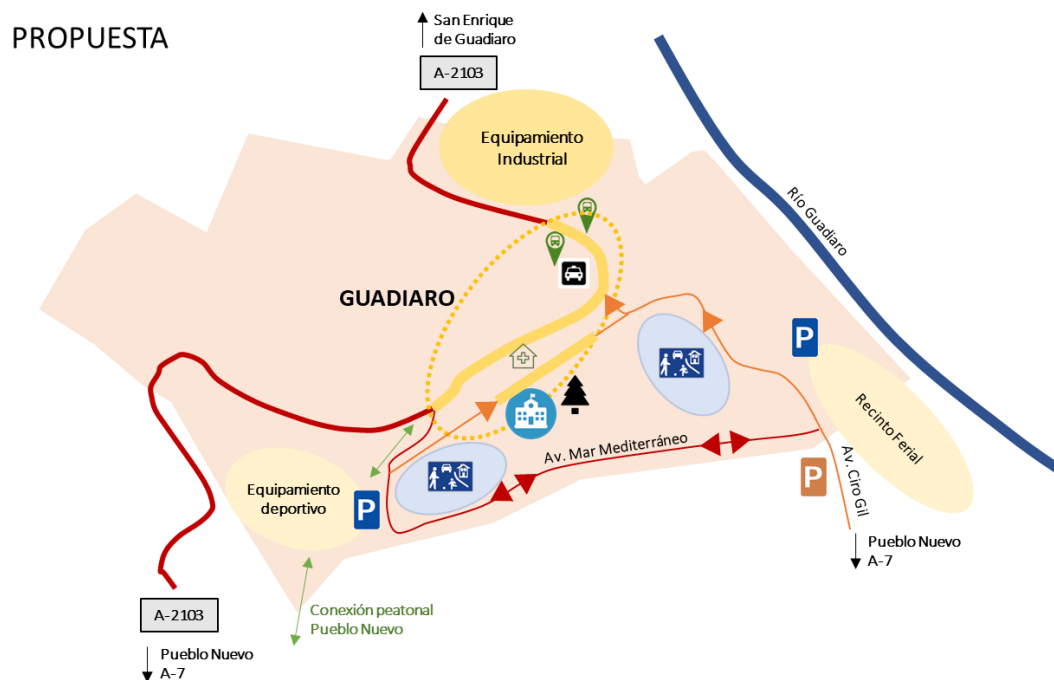 PROPUESTA
San Enrique
de Guadiaro
A-2103
Equipamiento
Industrial
Río Guadiaro
GUADIARO
P
Recinto Ferial
Av. Mar Mediterráneo
Equipamiento
deportivo
P
P
Av. Ciro Gil
Pueblo Nuevo
A-7
A-2103
Conexión peatonal
Pueblo Nuevo
Pueblo Nuevo
A-7